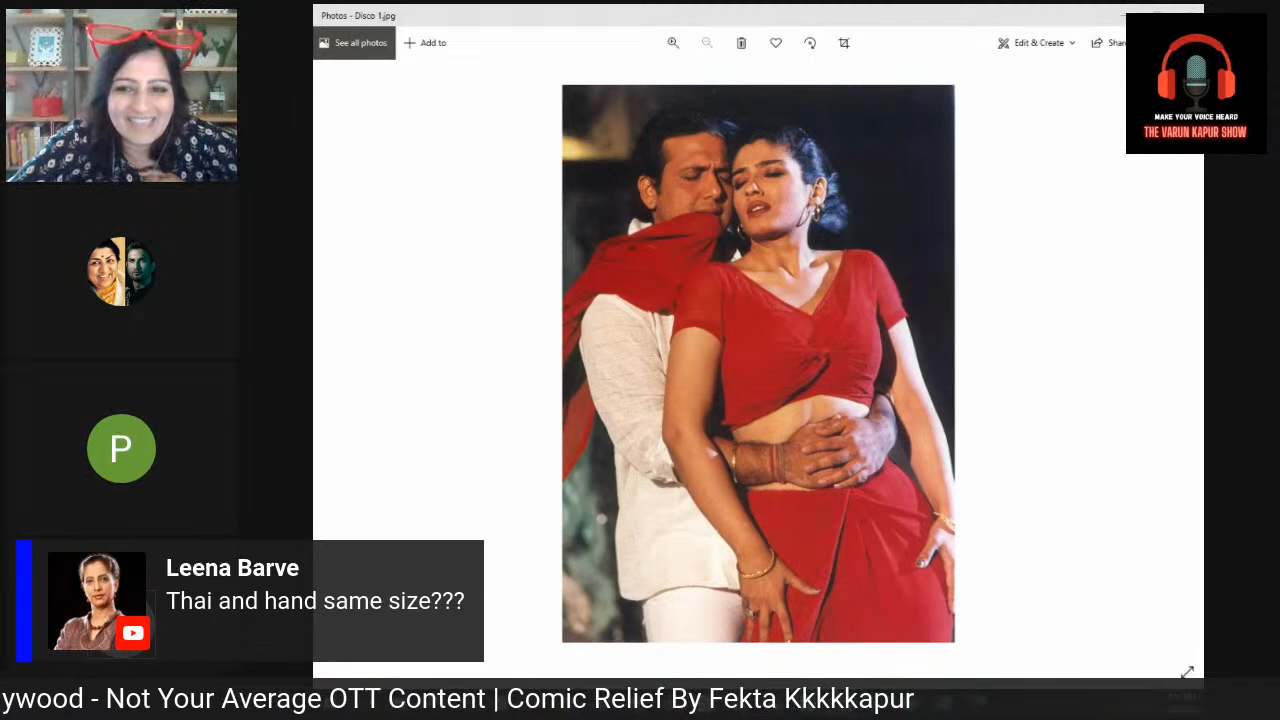 Photos - Disco 1.jpg
See all photos
Add to
Edit & Create
Shar
MAKE YOUR VOICE HEARD
THE VARUN KAPUR SHOW
P
Leena Barve
Thai and hand same size???
ywood - Not Your Average OTT Content | Comic Relief By Fekta Kkkkkapur